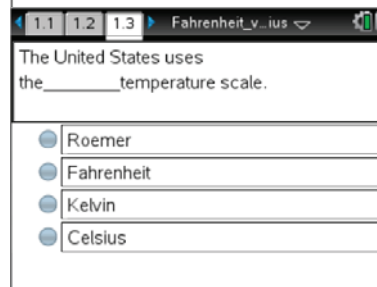 1.1 1.2 1.3 Fahrenheit_v…ius
The United States uses
the________temperature scale.
Roemer
Fahrenheit
Kelvin
Celsius